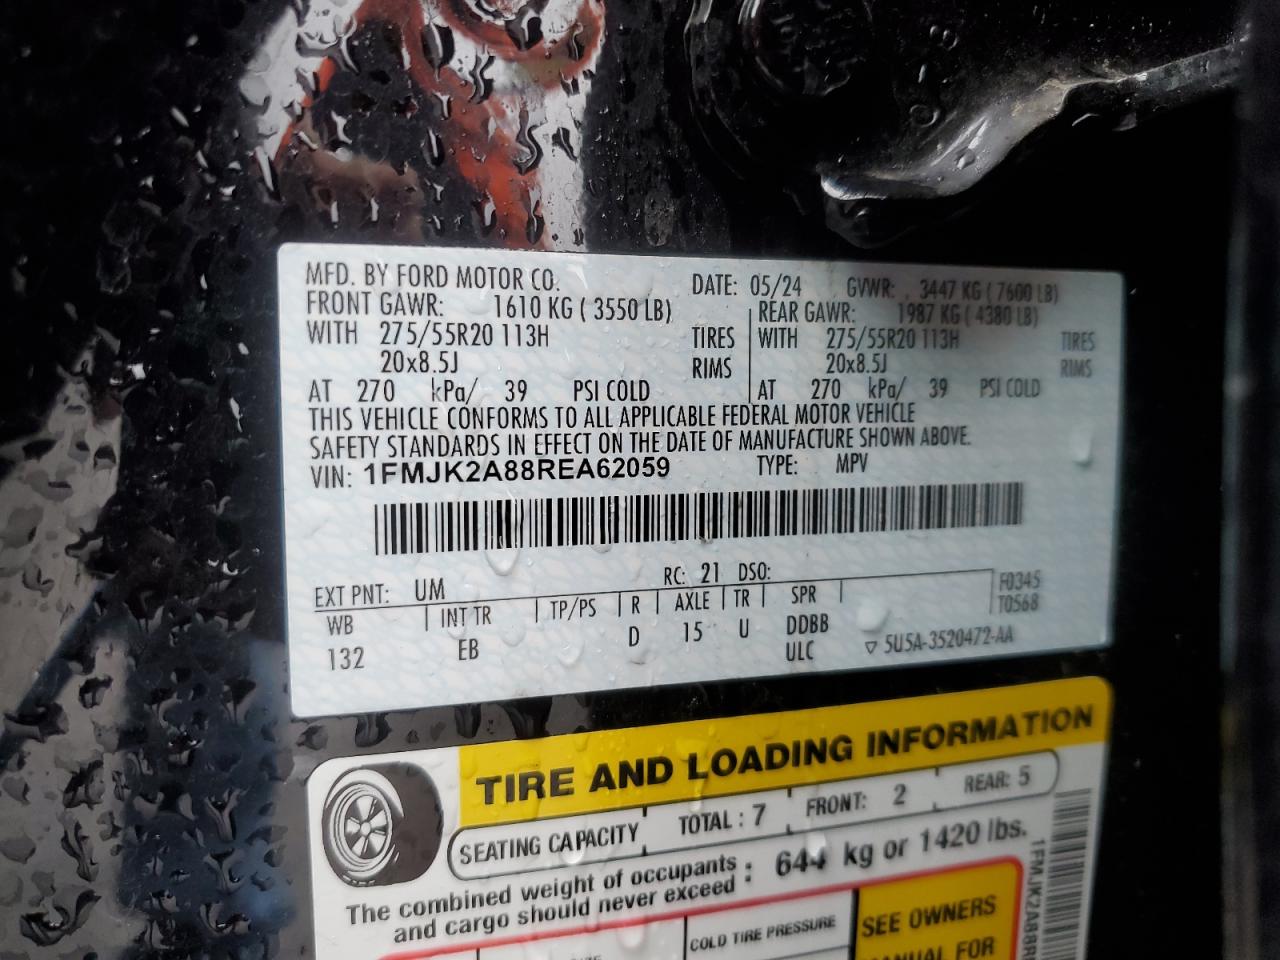 MFD. BY FORD MOTOR CO. DATE: 05/24 GVWR: 3447 KG ( 7600 LB)
FRONT GAWR: 1610 KG ( 3550 LB) REAR GAWR: 1987 KG ( 4380 LB)
WITH 275/55R20 113H TIRES WITH 275/55R20 113H TIRES
20x8.5J RIMS 20x8.5J RIMS
AT 270 kPa/ 39 PSI COLD AT 270 kPa/ 39 PSI COLD
THIS VEHICLE CONFORMS TO ALL APPLICABLE FEDERAL MOTOR VEHICLE
SAFETY STANDARDS IN EFFECT ON THE DATE OF MANUFACTURE SHOWN ABOVE.
VIN: 1FMJK2A88REA62059 TYPE: MPV
EXT PNT: UM RC: 21 DSO: F0345
WB INT TR TP/PS R AXLE TR SPR T0568
132 EB D 15 U DDBB
ULC ▽ 5U5A-3520472-AA
TIRE AND LOADING INFORMATION
SEATING CAPACITY TOTAL : 7 FRONT: 2 REAR: 5
The combined weight of occupants : 644 kg or 1420 lbs.
and cargo should never exceed
COLD TIRE PRESSURE
SEE OWNERS
MANUAL FOR
1FMJK2A88R